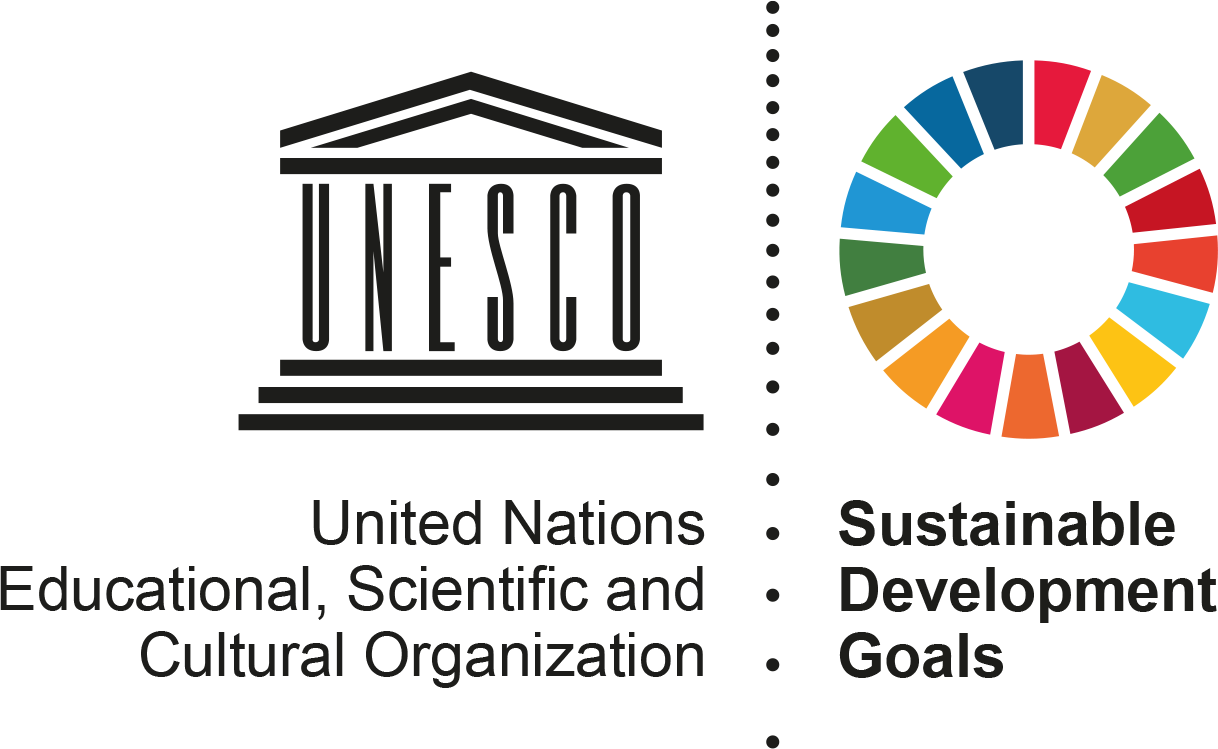 UNESCO
United Nations
Educational, Scientific and
Cultural Organization
Sustainable
Development
Goals